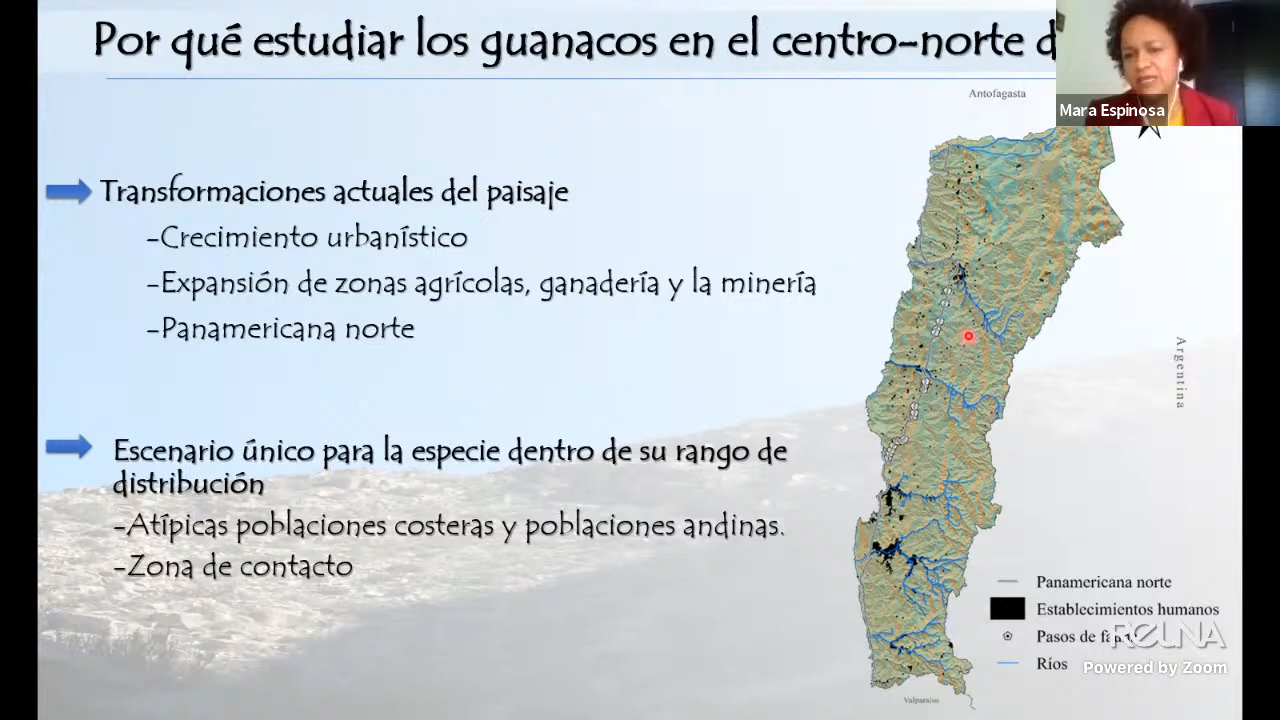 Por qué estudiar los guanacos en el centro-norte d
Mara Espinosa
Antofagasta
Transformaciones actuales del paisaje
-Crecimiento urbanístico
-Expansión de zonas agrícolas, ganadería y la minería
-Panamericana norte
Argentina
Escenario único para la especie dentro de su rango de
distribución
-Atípicas poblaciones costeras y poblaciones andinas.
-Zona de contacto
Panamericana norte
Establecimientos humanos
Pasos de
REUNA
Ríos
Powered by Zoom
Valparaíso